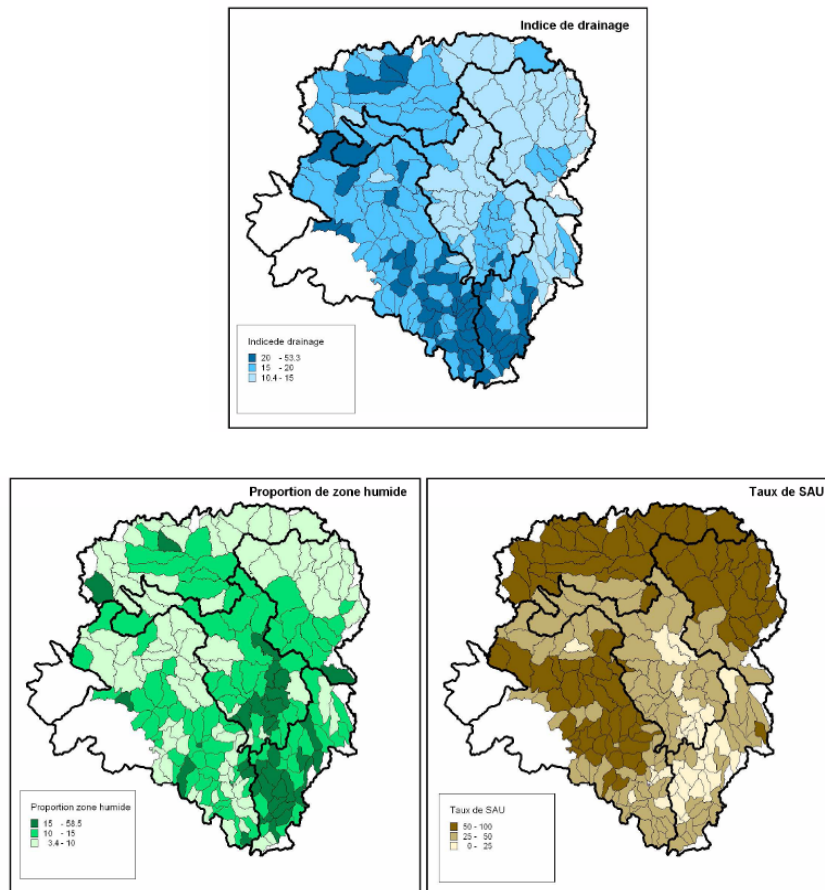 Indice de drainage
Indicede drainage
20 - 53.3
15 - 20
10.4 - 15
Proportion de zone humide
Proportion zone humide
15 - 58.5
10 - 15
3.4 - 10
Taux de SAU
Taux de SAU
50 - 100
25 - 50
0 - 25